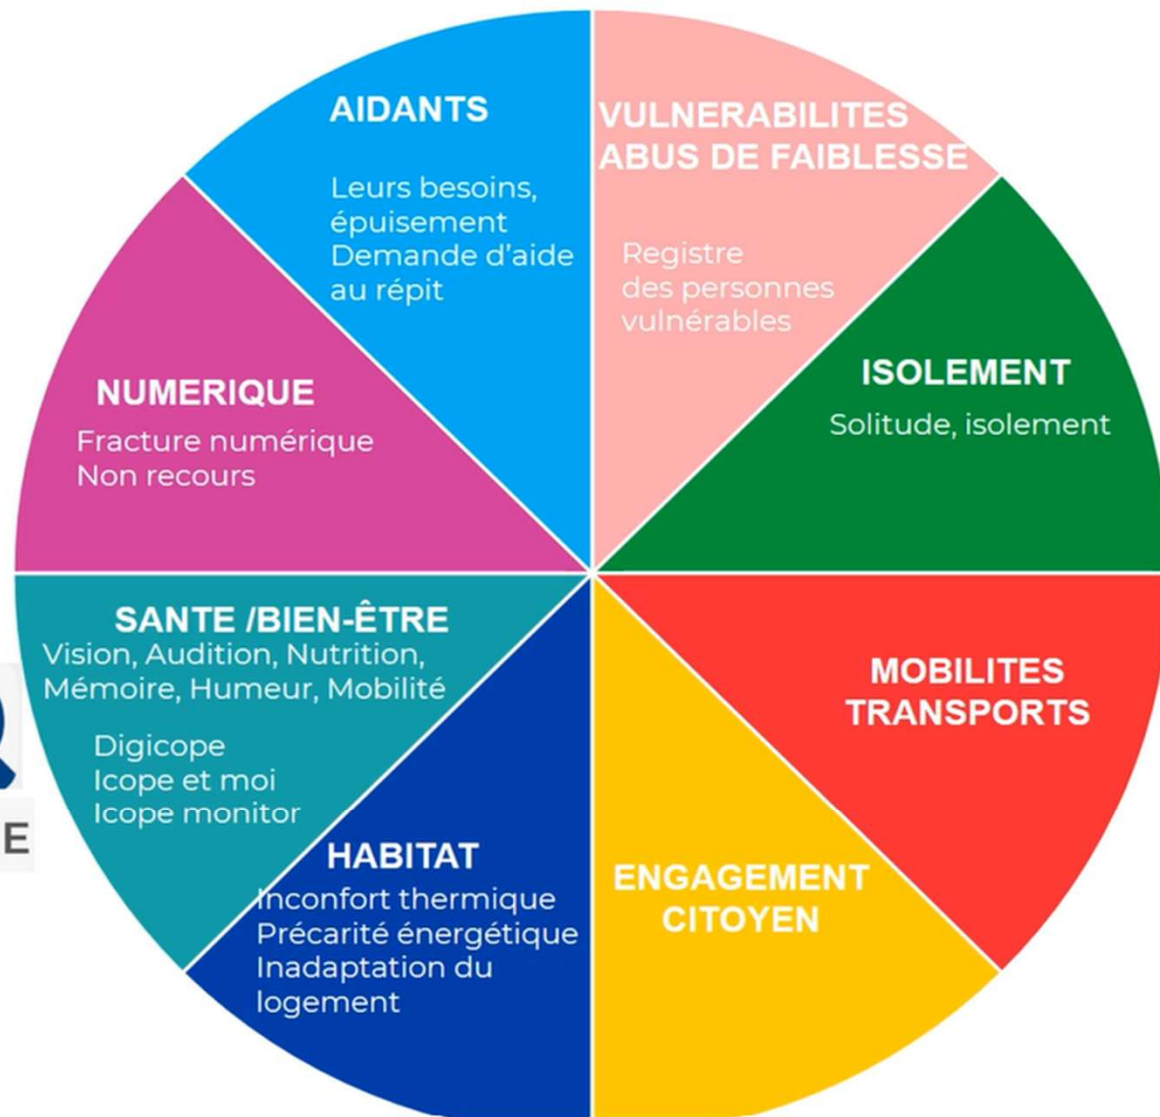 AIDANTS
Leurs besoins,
épuisement
Demande d'aide
au répit
VULNERABILITES
ABUS DE FAIBLESSE
Registre
des personnes
vulnérables
ISOLEMENT
Solitude, isolement
MOBILITES
TRANSPORTS
ENGAGEMENT
CITOYEN
HABITAT
Inconfort thermique
Précarité énergétique
Inadaptation du
logement
SANTE /BIEN-ÊTRE
Vision, Audition, Nutrition,
Mémoire, Humeur, Mobilité
Digicope
Icope et moi
Icope monitor
NUMERIQUE
Fracture numérique
Non recours
E